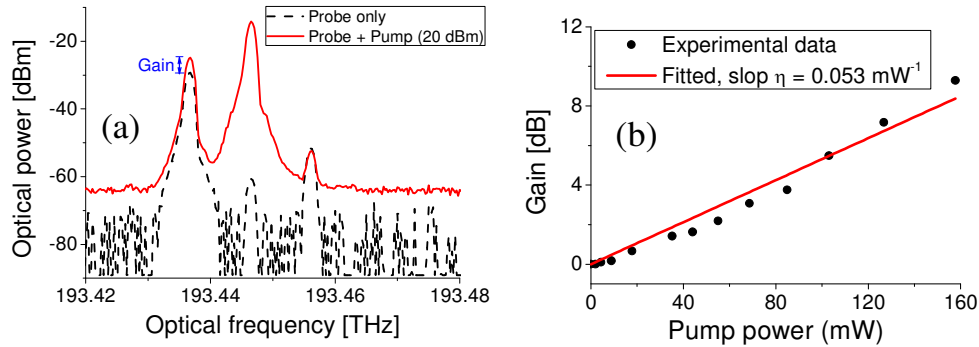 Probe only
Probe + Pump (20 dBm)
-20
-40
-60
-80
Gain
(a)
Optical power [dBm]
193.42
193.44
193.46
193.48
Optical frequency [THz]
Experimental data
Fitted, slop η = 0.053 mW⁻¹
12
8
4
0
(b)
Gain [dB]
0
40
80
120
160
Pump power (mW)